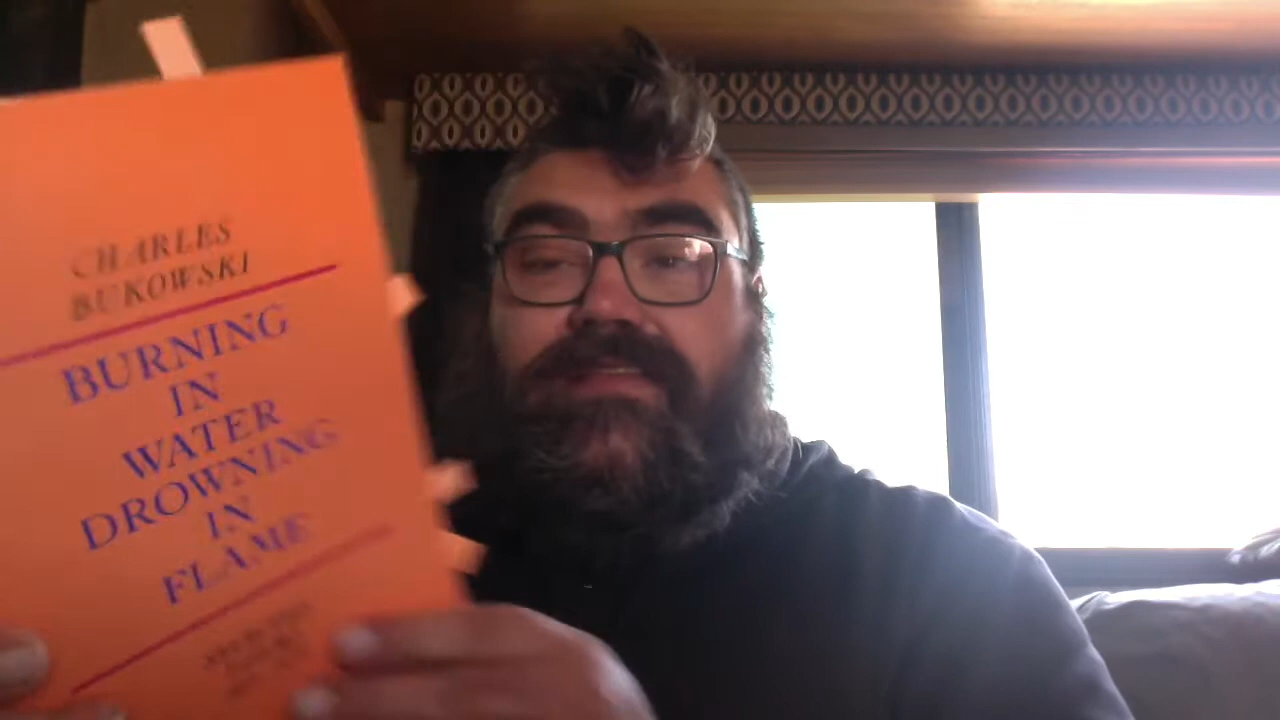 CHARLES
BUKOWSKI
BURNING
IN
WATER
DROWNING
IN
FLAME